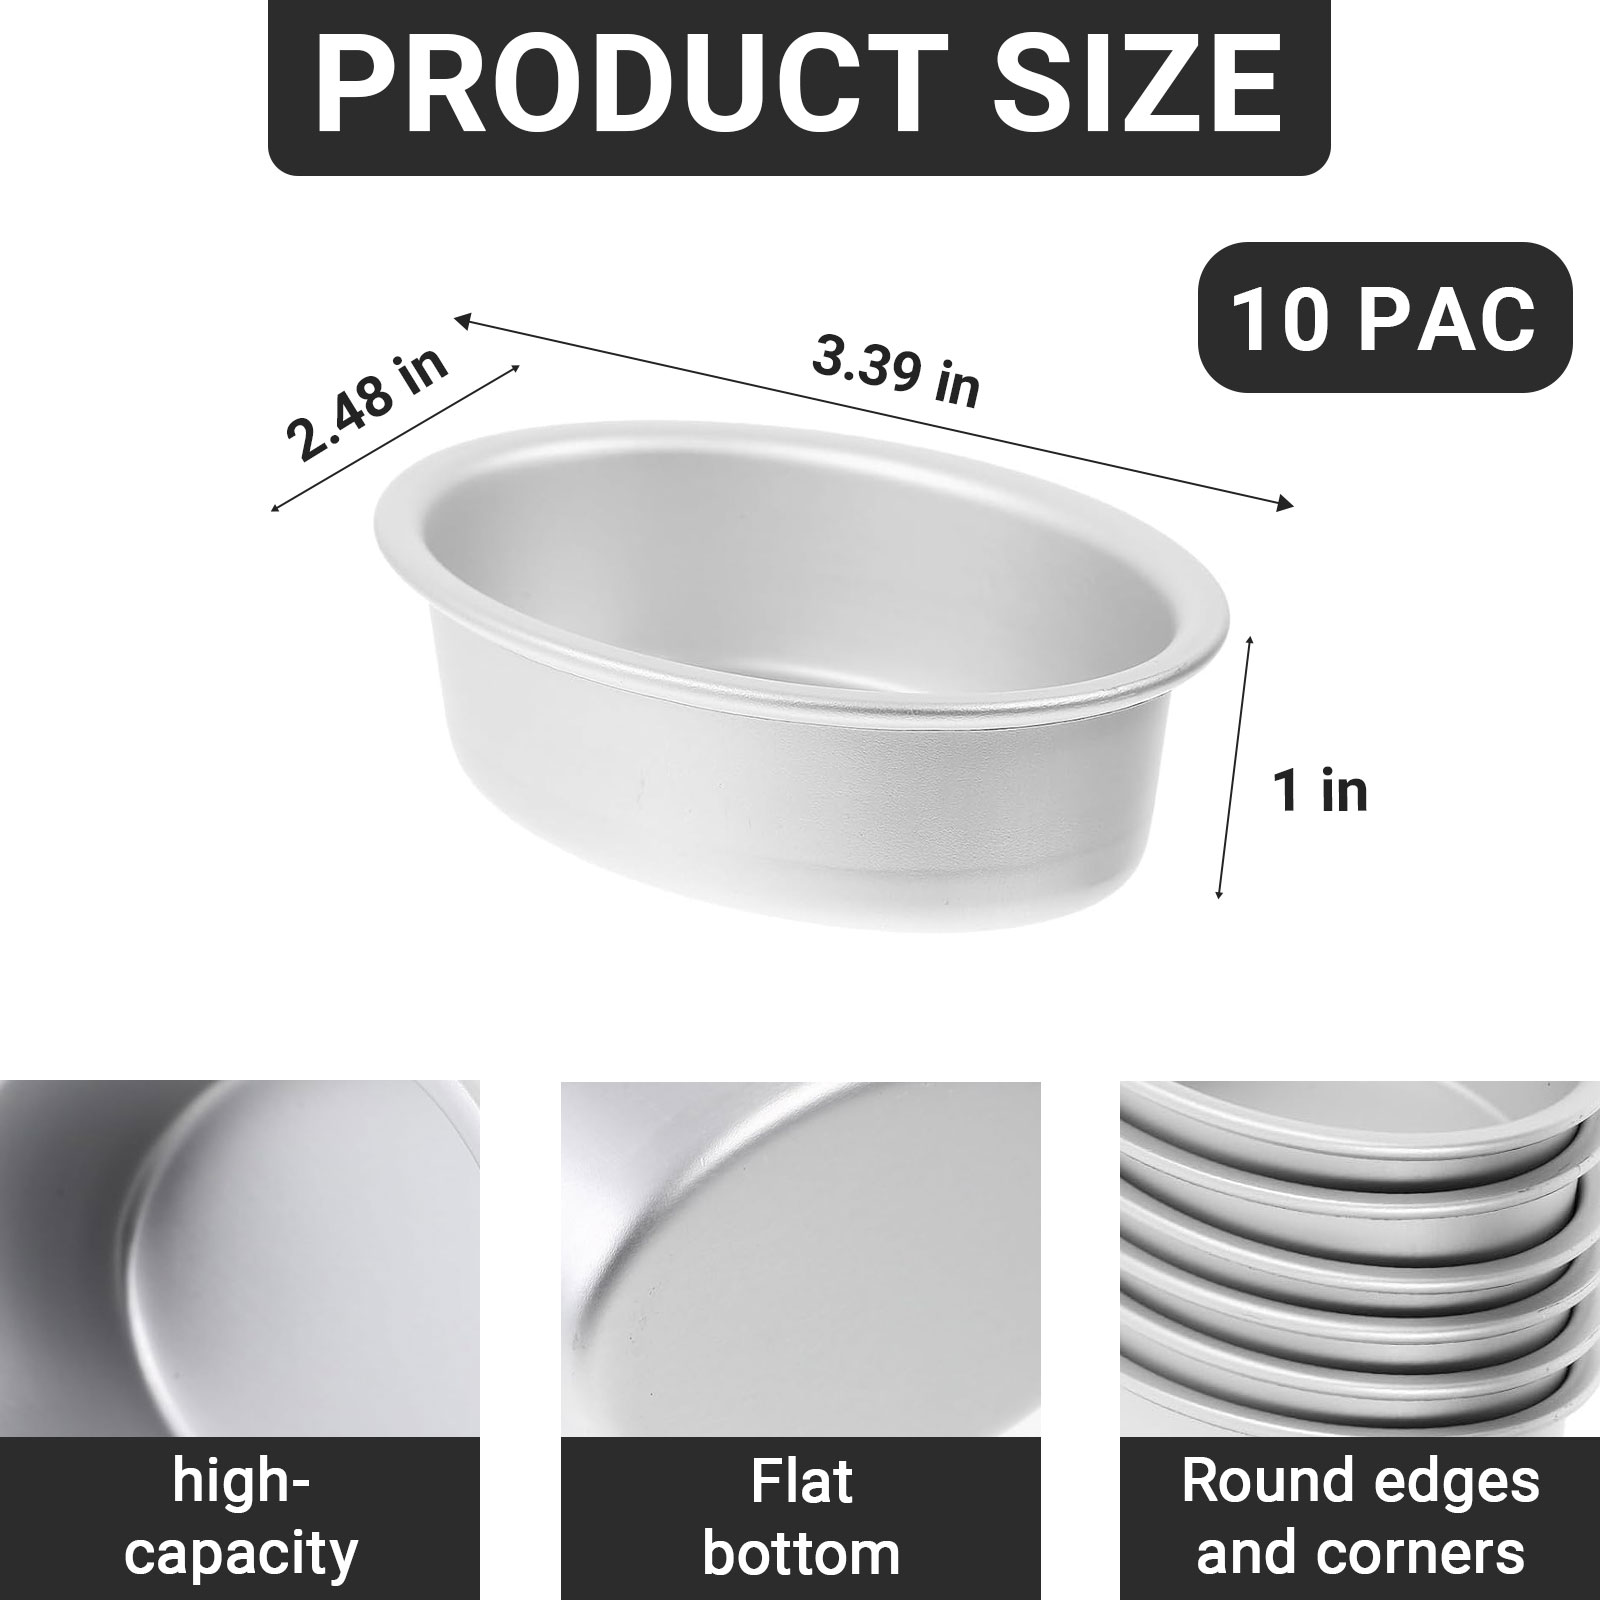 PRODUCT SIZE
10 PAC
2.48 in
3.39 in
1 in
high-
capacity
Flat
bottom
Round edges
and corners